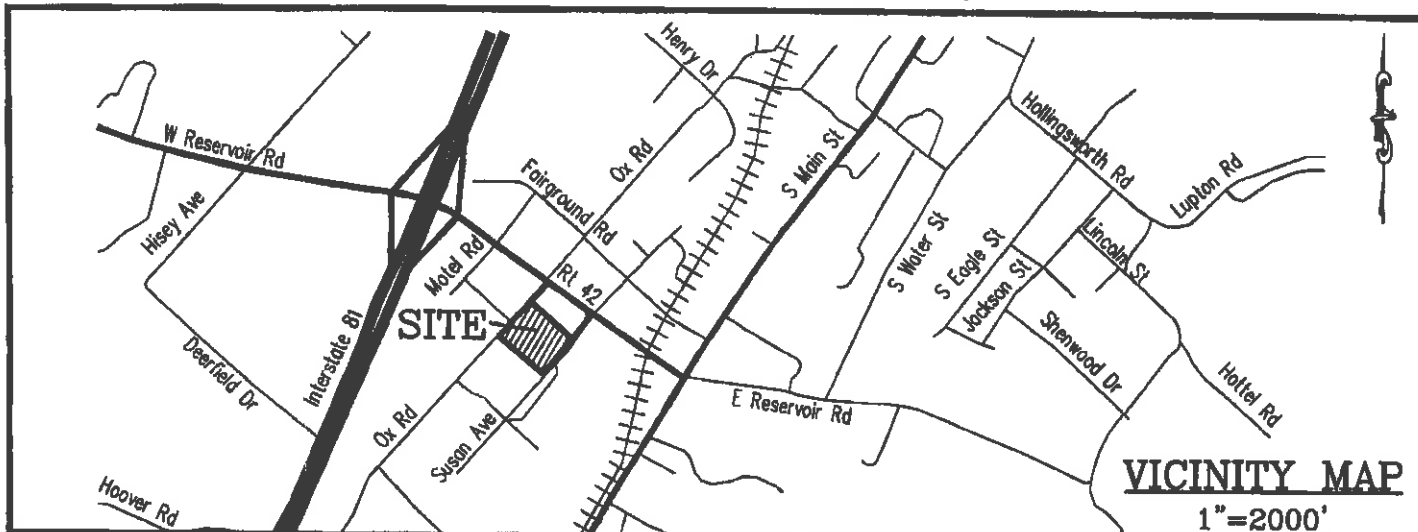 Henry Dr
W Reservoir Rd
Ox Rd
S Main St
Hollingsworth Rd
Lupton Rd
Hisey Ave
Fairground Rd
Motel Rd
Rt 42
S Water St
S Eagle St
Lincoln St
Jackson St
SITE
Interstate 81
Shenwood Dr
Deerfield Dr
Hottel Rd
Ox Rd
Susan Ave
E Reservoir Rd
Hoover Rd
VICINITY MAP
1"=2000'